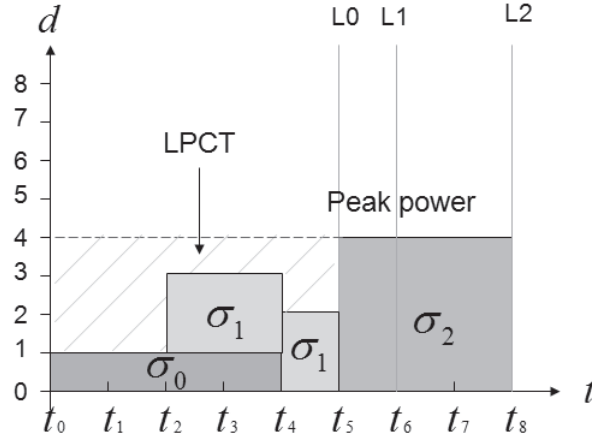 L0 L1 L2
d
8
7
6
5
4
3
2
1
0
LPCT
Peak power
σ1
σ0
σ1
σ2
t0 t1 t2 t3 t4 t5 t6 t7 t8
t